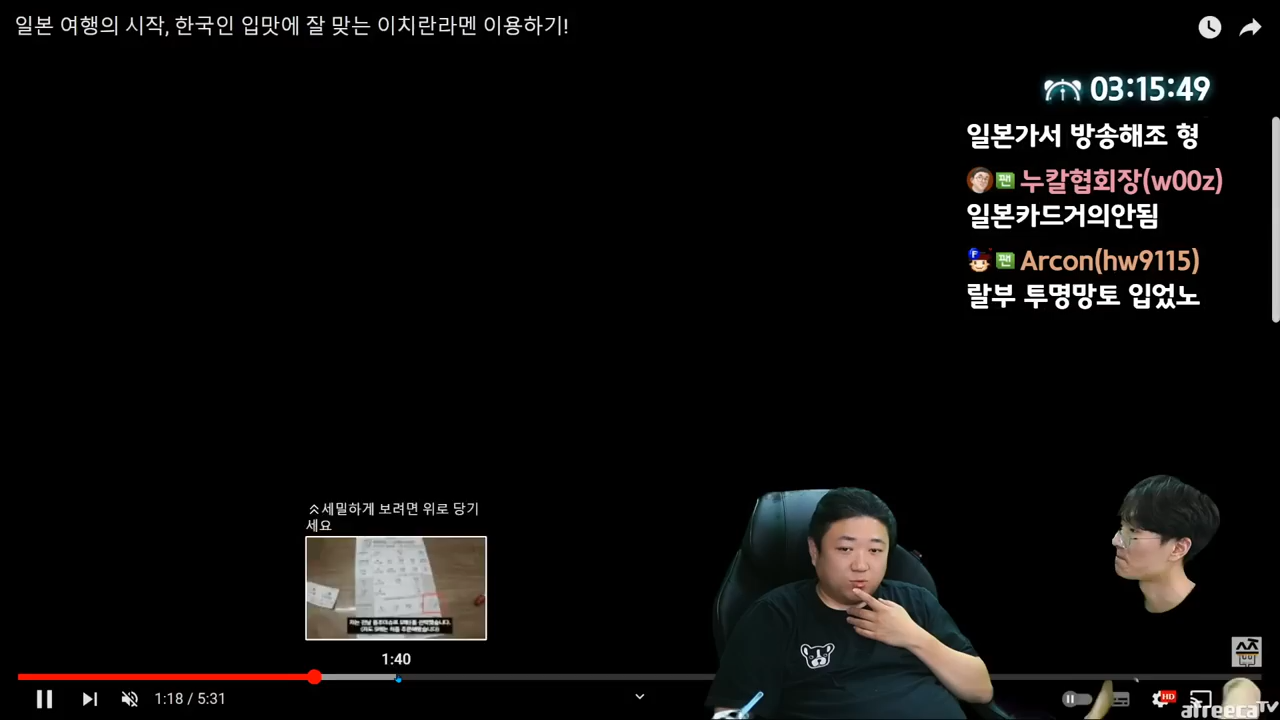 일본 여행의 시작, 한국인 입맛에 잘 맞는 이치란라멘 이용하기!
03:15:49
일본가서 방송해조 형
팬 누칼협회장(w00z)
일본카드거의안됨
F 팬 Arcon(hw9115)
랄부 투명망토 입었노
세밀하게 보려면 위로 당기
세요
1:40
1:18 / 5:31
HD
afreecaTV